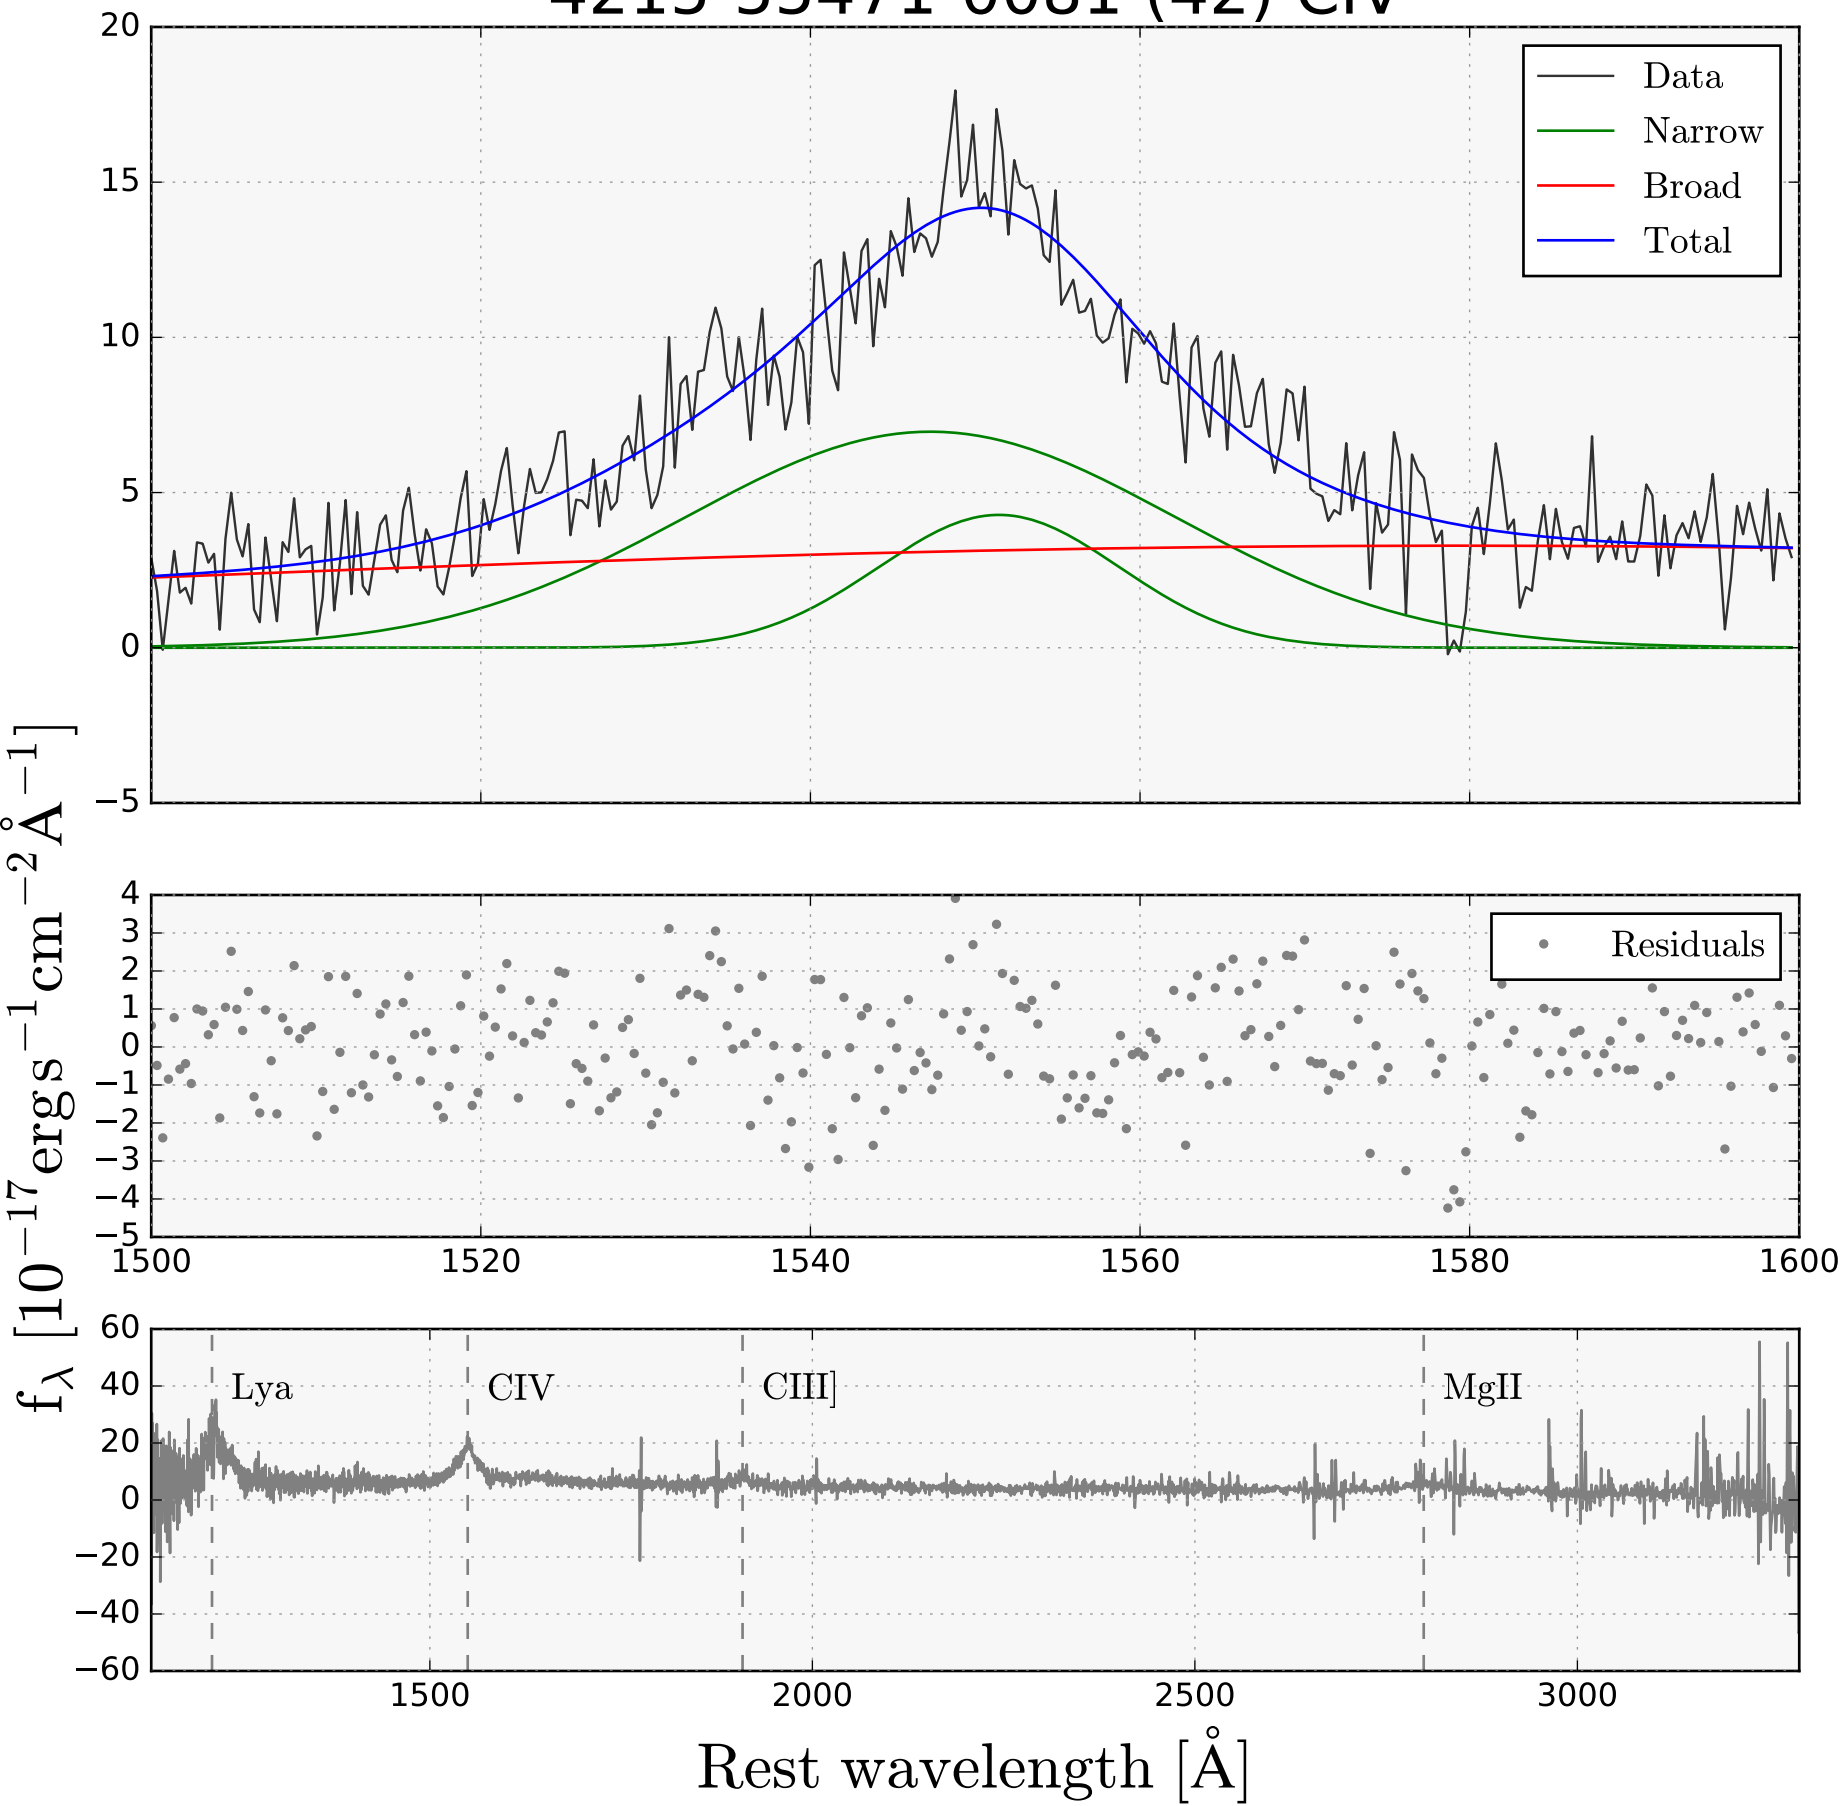 4215-55471-0081 (42) CIV
20
15
10
5
0
−5
Data
Narrow
Broad
Total
4
3
2
1
0
−1
−2
−3
−4
−5
Residuals
1500 1520 1540 1560 1580 1600
60
40
20
0
−20
−40
−60
Lya CIV CIII] MgII
1500 2000 2500 3000
Rest wavelength [Å]
f_λ [10^−17 ergs^−1 cm^−2 Å^−1]